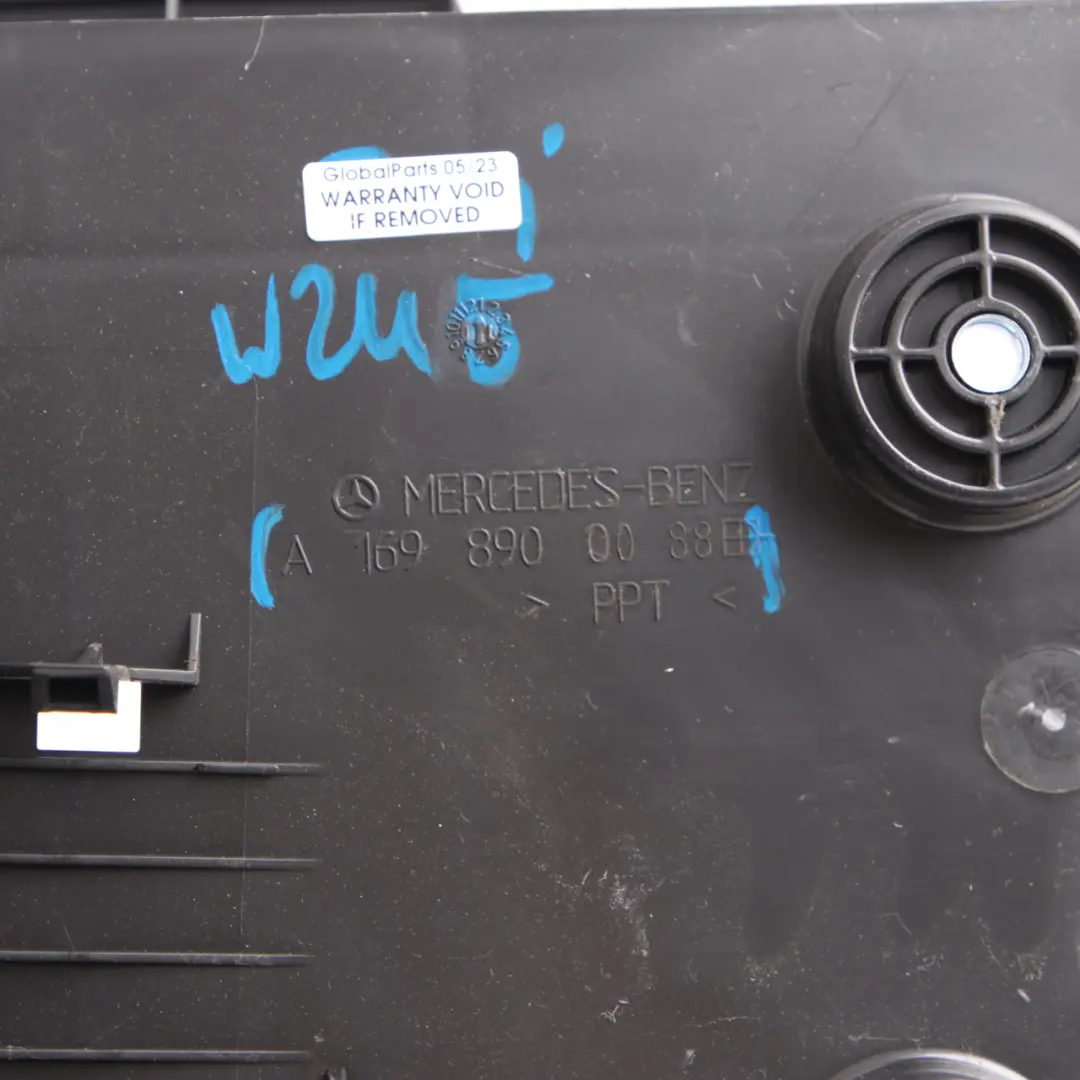 GlobalParts 05/23
WARRANTY VOID
IF REMOVED
W245
MERCEDES-BENZ
A 169 890 00 88
> PPT <